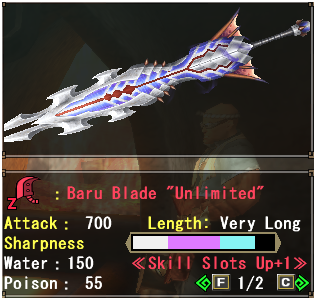 Z : Baru Blade "Unlimited"
Attack : 700 Length: Very Long
Sharpness
Water : 150 ≪Skill Slots Up+1≫
Poison : 55 F 1/2 C